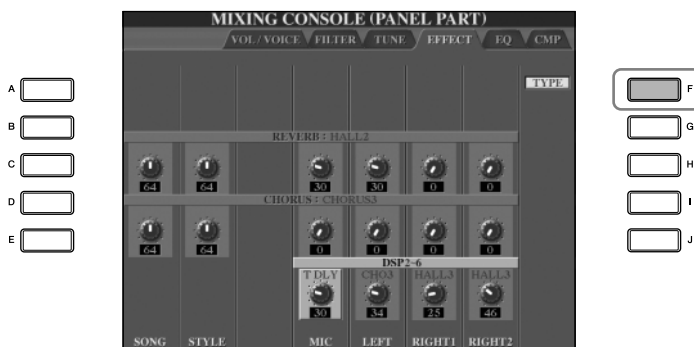 MIXING CONSOLE (PANEL PART)
VOL / VOICE FILTER TUNE EFFECT EQ CMP
A
F
TYPE
B
G
REVERB : HALL2
C
H
64 64 30 30 0 0
CHORUS : CHORUS3
D
I
E
J
64 64 0 0 0 0
DSP2~6
T DLY CHO3 HALL3 HALL3
30 34 25 46
SONG STYLE MIC LEFT RIGHT1 RIGHT2